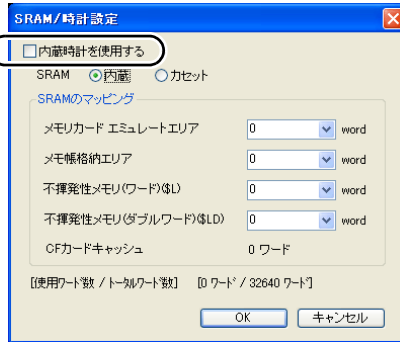 SRAM/時計設定
内蔵時計を使用する
SRAM 内蔵 カセット
SRAMのマッピング
メモリカード エミュレートエリア 0 word
メモ帳格納エリア 0 word
不揮発性メモリ(ワード)($L) 0 word
不揮発性メモリ(ダブルワード)($LD) 0 word
CFカードキャッシュ 0 ワード
[使用ワード数 / トータルワード数] [0 ワード / 32640 ワード]
OK キャンセル